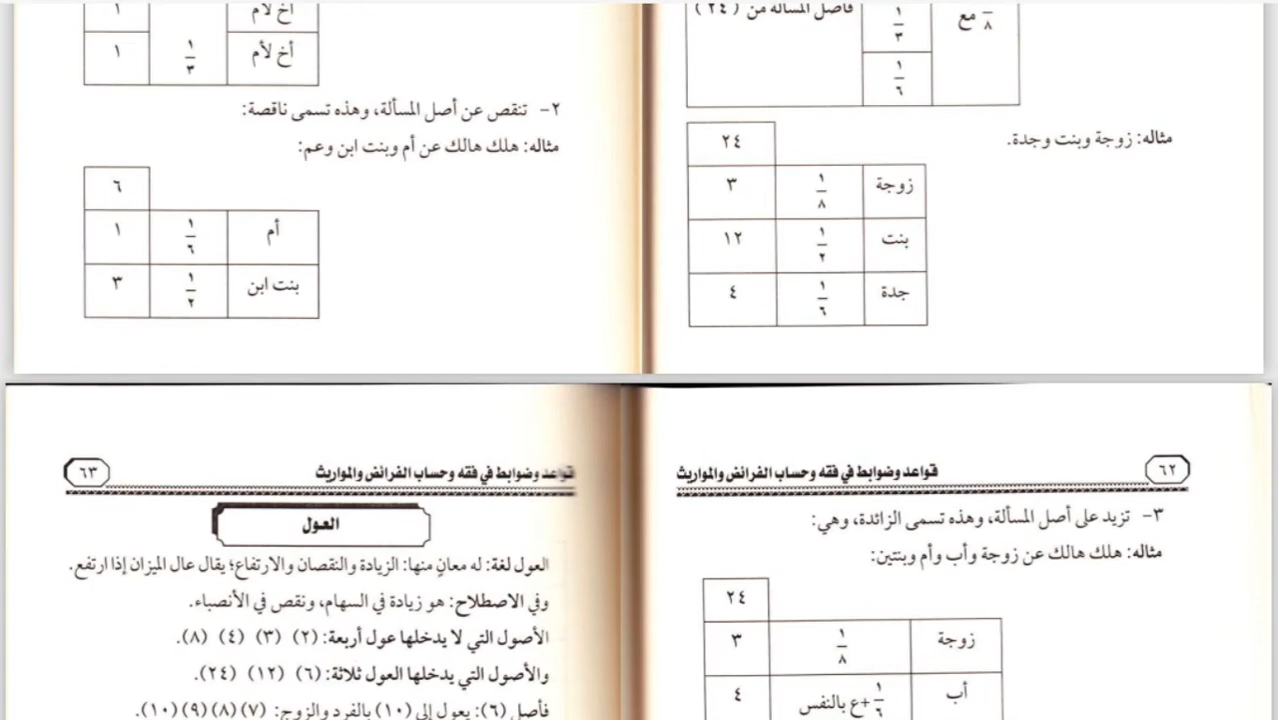 ١/٨ مع
١/٣
١/٦
فأصل المسألة من (٢٤)
مثاله: زوجة وبنت وجدة.
٢٤
زوجة ١/٨ ٣
بنت ١/٢ ١٢
جدة ١/٦ ٤
أخ لأم ١
أخ لأم ١/٣ ١
٢- تنقص عن أصل المسألة، وهذه تسمى ناقصة:
مثاله: هلك هالك عن أم وبنت ابن وعم:
٦
أم ١/٦ ١
بنت ابن ١/٢ ٣
٦٢ قواعد وضوابط في فقه وحساب الفرائض والمواريث
٣- تزيد على أصل المسألة، وهذه تسمى الزائدة، وهي:
مثاله: هلك هالك عن زوجة وأب وأم وبنتين:
٢٤
زوجة ١/٨ ٣
أب ١/٦+ع بالنفس ٤
قواعد وضوابط في فقه وحساب الفرائض والمواريث ٦٣
العول
العول لغة: له معانٍ منها: الزيادة والنقصان والارتفاع؛ يقال عال الميزان إذا ارتفع.
وفي الاصطلاح: هو زيادة في السهام، ونقص في الأنصباء.
الأصول التي لا يدخلها عول أربعة: (٢) (٣) (٤) (٨).
والأصول التي يدخلها العول ثلاثة: (٦) (١٢) (٢٤).
فأصل (٦): يعول إلى (١٠) بالفرد والزوج: (٧) (٨) (٩) (١٠).